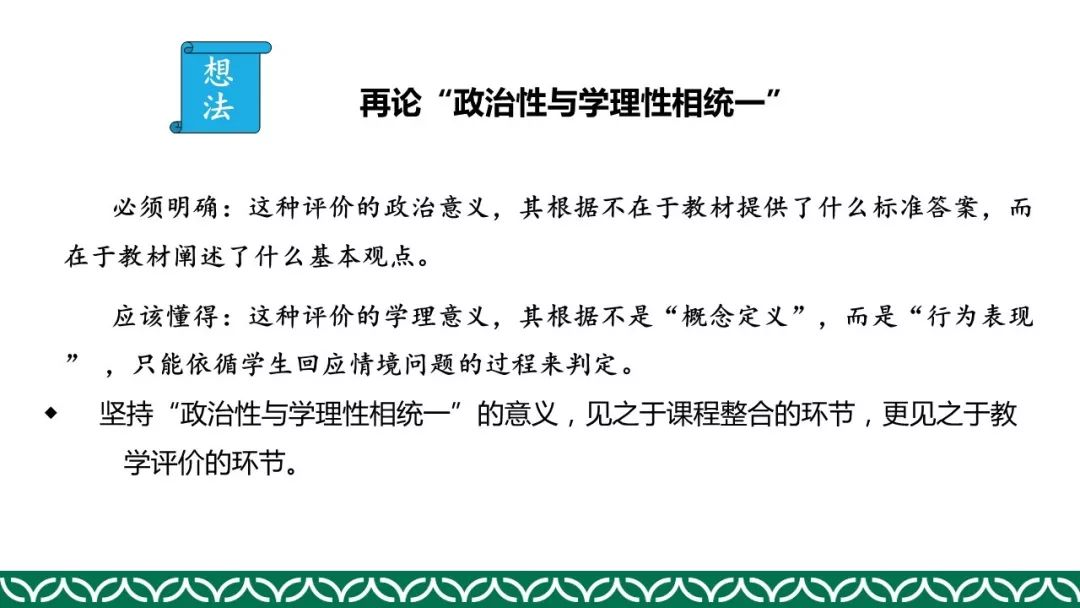 想
法
再论“政治性与学理性相统一”
必须明确：这种评价的政治意义，其根据不在于教材提供了什么标准答案，而
在于教材阐述了什么基本观点。
应该懂得：这种评价的学理意义，其根据不是“概念定义”，而是“行为表现
”，只能依循学生回应情境问题的过程来判定。
◆ 坚持“政治性与学理性相统一”的意义，见之于课程整合的环节，更见之于教
学评价的环节。